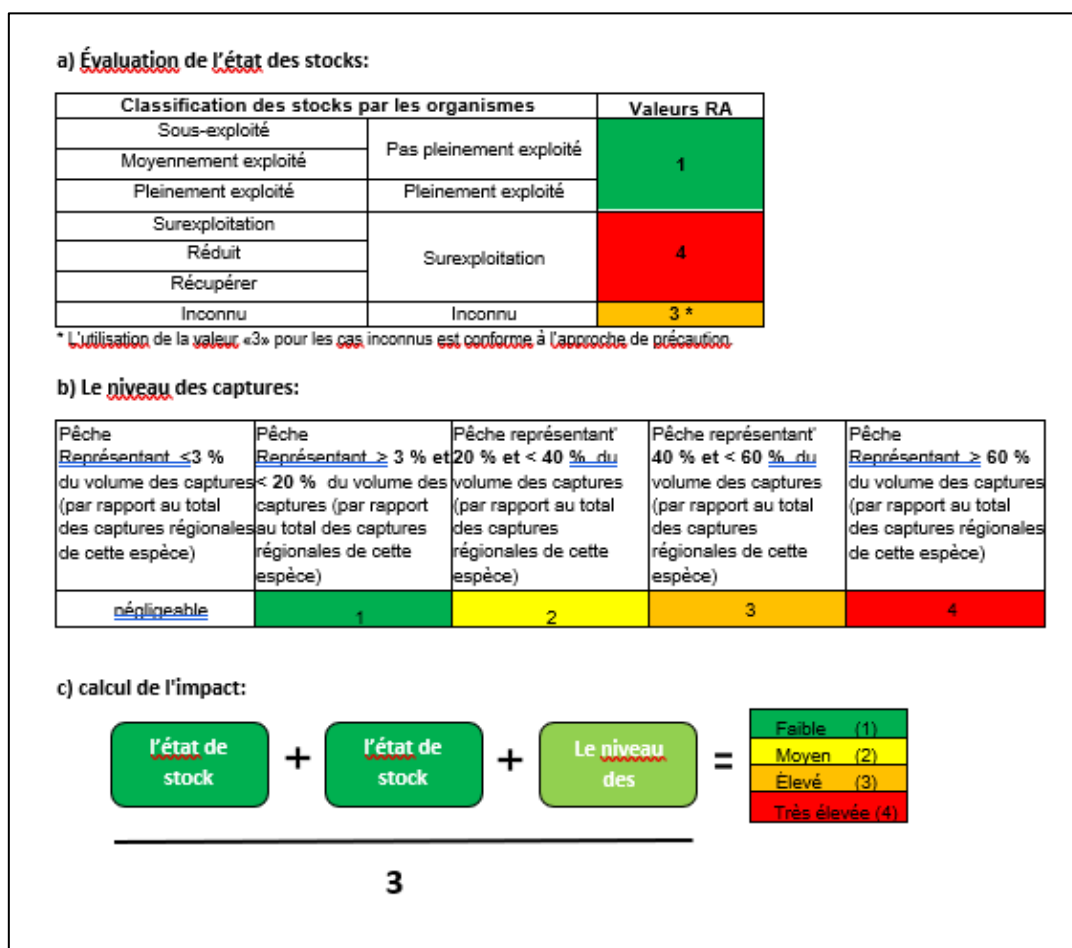 a) Évaluation de l'état des stocks:
Classification des stocks par les organismes
Valeurs RA
Sous-exploité
Pas pleinement exploité
1
Moyennement exploité
Pleinement exploité
Pleinement exploité
Surexploitation
Surexploitation
4
Réduit
Récupérer
Inconnu
Inconnu
3 *
* L'utilisation de la valeur «3» pour les cas inconnus est conforme à l'approche de précaution.
b) Le niveau des captures:
Pêche
Représentant <3 %
du volume des captures
(par rapport au total
des captures régionales
de cette espèce)
Pêche
Représentant ≥ 3 % et
< 20 % du volume des
captures (par rapport
au total des captures
régionales de cette
espèce)
Pêche représentant'
20 % et < 40 % du
volume des captures
(par rapport au total
des captures
régionales de cette
espèce)
Pêche représentant'
40 % et < 60 % du
volume des captures
(par rapport au total
des captures
régionales de cette
espèce)
Pêche
Représentant ≥ 60 %
du volume des captures
(par rapport au total
des captures régionales
de cette espèce)
négligeable
1
2
3
4
c) calcul de l'impact:
l'état de
stock
+
l'état de
stock
+
Le niveau
des
=
Faible (1)
Moyen (2)
Élevé (3)
Très élevée (4)
3